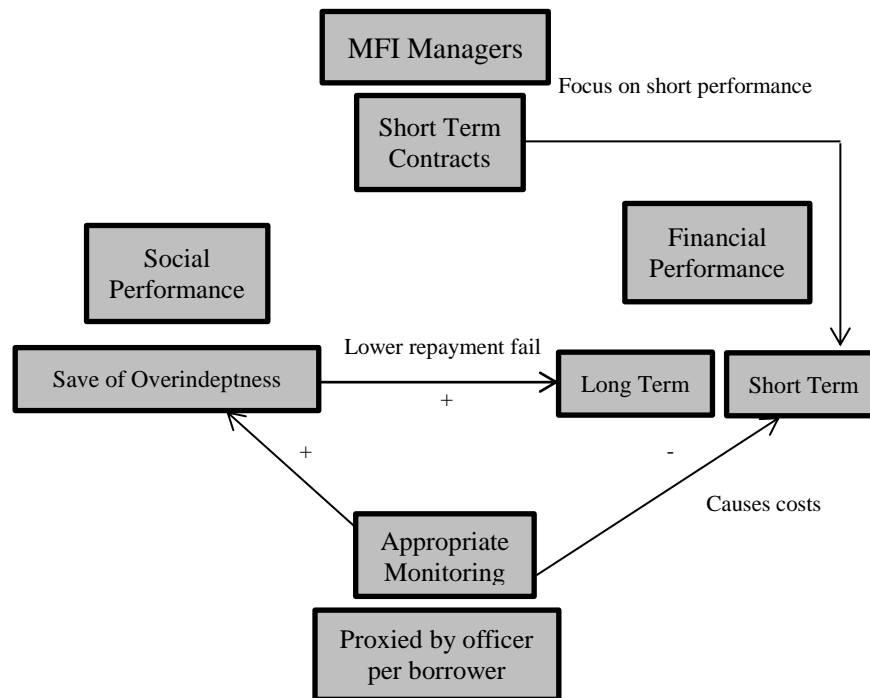 MFI Managers
Focus on short performance
Short Term
Contracts
Social
Performance
Financial
Performance
Lower repayment fail
Save of Overindeptness
Long Term
Short Term
+
+
-
Causes costs
Appropriate
Monitoring
Proxied by officer
per borrower